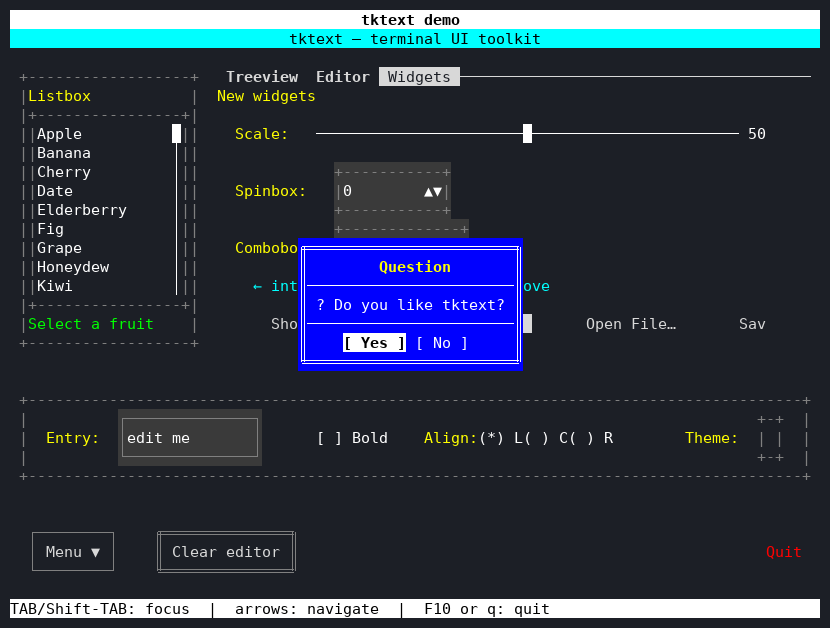 tktext demo
tktext — terminal UI toolkit
Treeview Editor Widgets
Listbox
New widgets
Apple
Banana
Cherry
Date
Elderberry
Fig
Grape
Honeydew
Kiwi
Select a fruit
Scale: 50
Spinbox: 0 ▲▼
Combobo
← int ove
Sho Open File… Sav
Question
? Do you like tktext?
[ Yes ] [ No ]
Entry: edit me [ ] Bold Align:(*) L( ) C( ) R Theme:
Menu ▼ Clear editor Quit
TAB/Shift-TAB: focus | arrows: navigate | F10 or q: quit